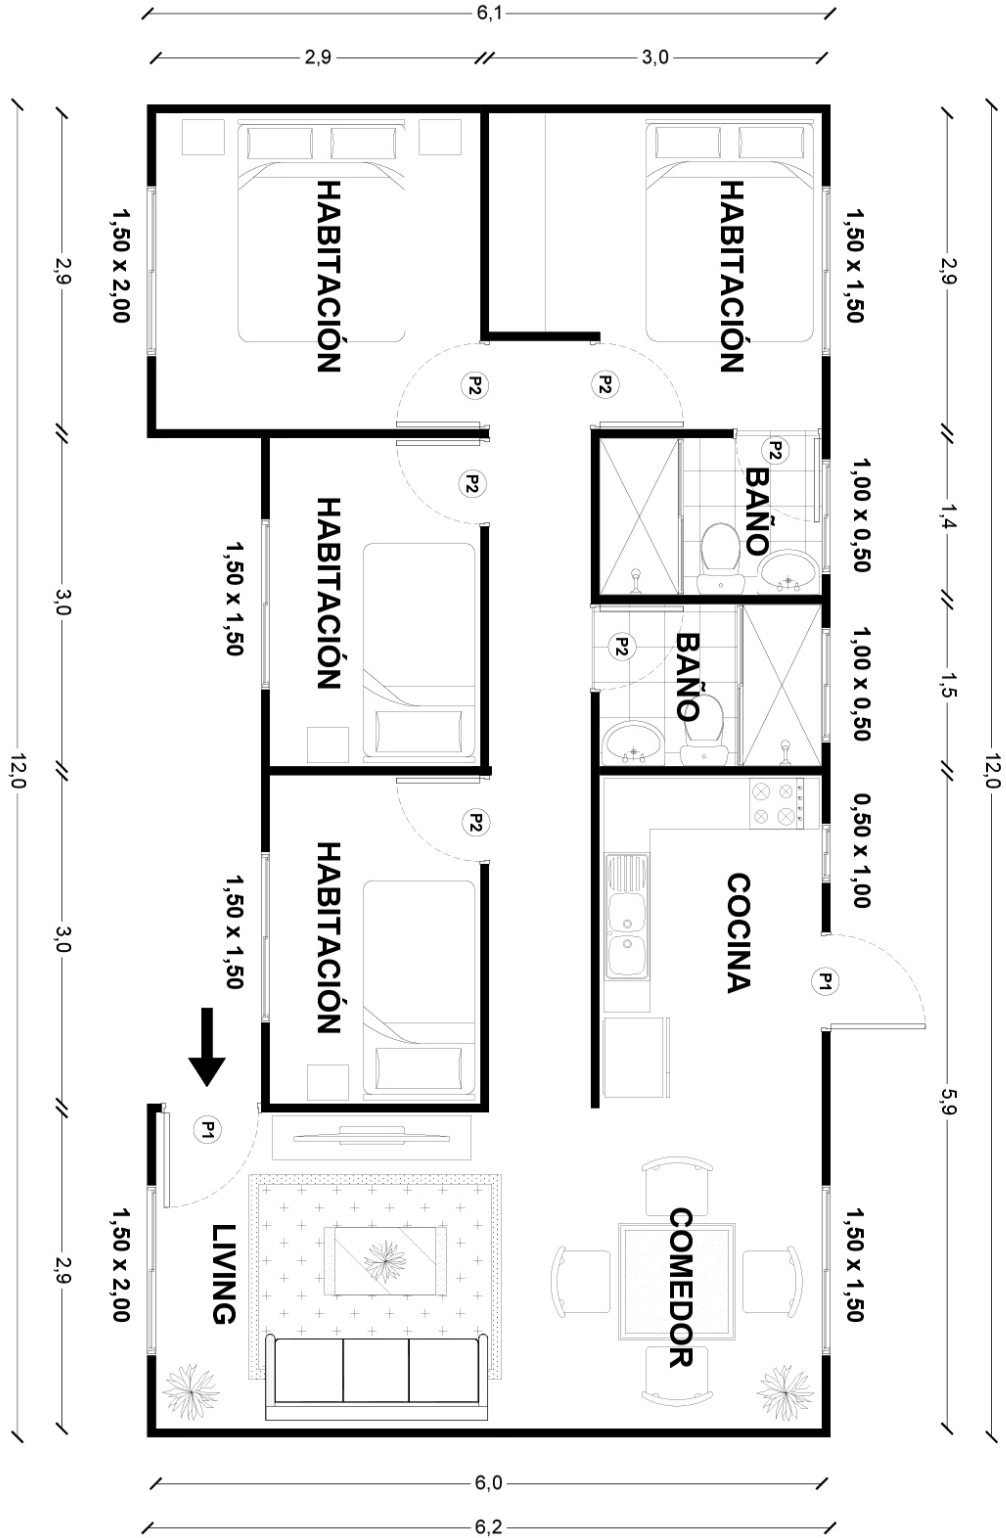 6,1
2,9
3,0
12,0
2,9
3,0
3,0
2,9
1,50 x 2,00
HABITACIÓN
P2
HABITACIÓN
P2
1,50 x 1,50
2,9
12,0
P2
BAÑO
1,00 x 0,50
1,4
1,50 x 1,50
HABITACIÓN
P2
P2
BAÑO
1,00 x 0,50
1,5
1,50 x 1,50
HABITACIÓN
P2
COCINA
0,50 x 1,00
P1
5,9
P1
1,50 x 2,00
LIVING
COMEDOR
1,50 x 1,50
6,0
6,2